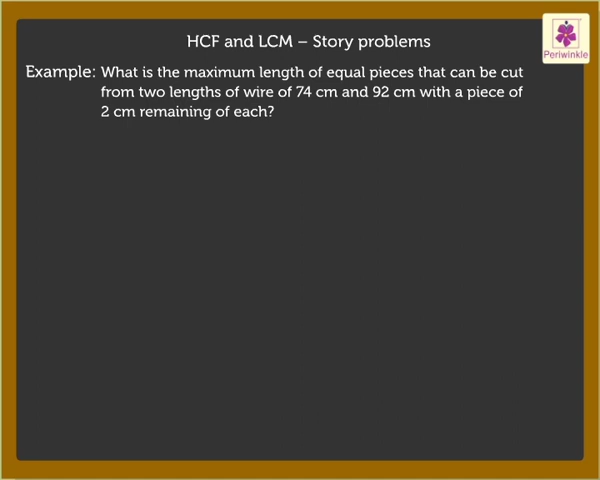 HCF and LCM – Story problems
Periwinkle
Example: What is the maximum length of equal pieces that can be cut
from two lengths of wire of 74 cm and 92 cm with a piece of
2 cm remaining of each?